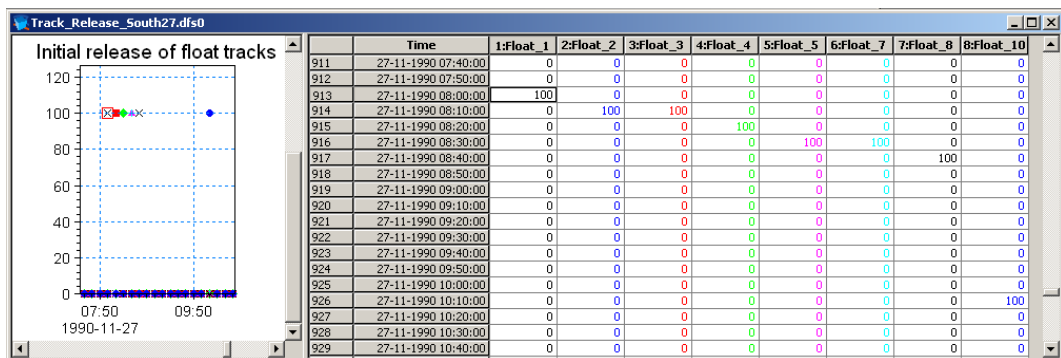 Track_Release_South27.dfs0
Initial release of float tracks
120
100
80
60
40
20
0
07:50 09:50
1990-11-27
Time 1:Float_1 2:Float_2 3:Float_3 4:Float_4 5:Float_5 6:Float_7 7:Float_8 8:Float_10
911 27-11-1990 07:40:00 0 0 0 0 0 0 0 0
912 27-11-1990 07:50:00 0 0 0 0 0 0 0 0
913 27-11-1990 08:00:00 100 0 0 0 0 0 0 0
914 27-11-1990 08:10:00 0 100 100 0 0 0 0 0
915 27-11-1990 08:20:00 0 0 0 100 0 0 0 0
916 27-11-1990 08:30:00 0 0 0 0 100 100 0 0
917 27-11-1990 08:40:00 0 0 0 0 0 0 100 0
918 27-11-1990 08:50:00 0 0 0 0 0 0 0 0
919 27-11-1990 09:00:00 0 0 0 0 0 0 0 0
920 27-11-1990 09:10:00 0 0 0 0 0 0 0 0
921 27-11-1990 09:20:00 0 0 0 0 0 0 0 0
922 27-11-1990 09:30:00 0 0 0 0 0 0 0 0
923 27-11-1990 09:40:00 0 0 0 0 0 0 0 0
924 27-11-1990 09:50:00 0 0 0 0 0 0 0 0
925 27-11-1990 10:00:00 0 0 0 0 0 0 0 0
926 27-11-1990 10:10:00 0 0 0 0 0 0 0 100
927 27-11-1990 10:20:00 0 0 0 0 0 0 0 0
928 27-11-1990 10:30:00 0 0 0 0 0 0 0 0
929 27-11-1990 10:40:00 0 0 0 0 0 0 0 0